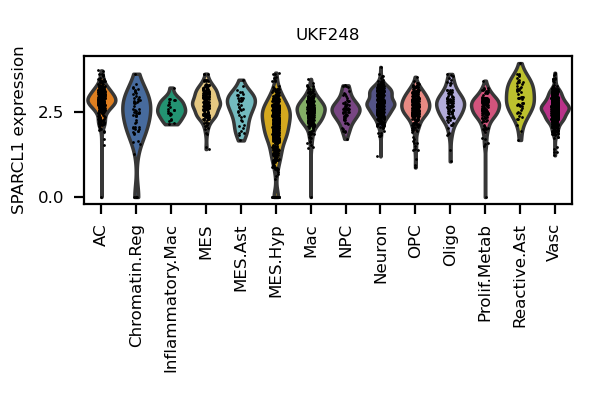 UKF248
SPARCL1 expression
2.5
0.0
AC
Chromatin.Reg
Inflammatory.Mac
MES
MES.Ast
MES.Hyp
Mac
NPC
Neuron
OPC
Oligo
Prolif.Metab
Reactive.Ast
Vasc